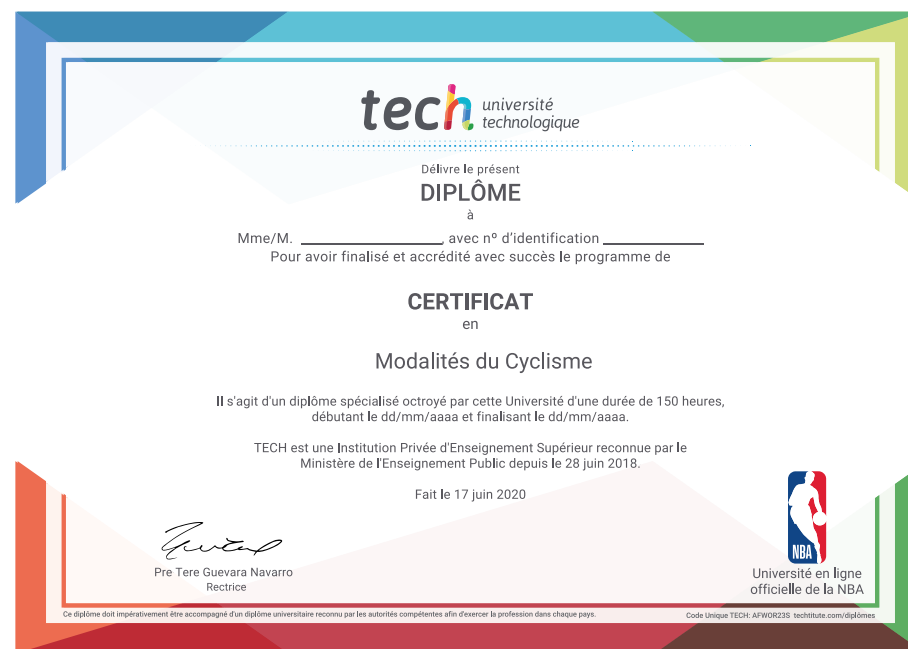 tech université
technologique
Délivre le présent
DIPLÔME
à
Mme/M. ____________________, avec nº d'identification ______________
Pour avoir finalisé et accrédité avec succès le programme de
CERTIFICAT
en
Modalités du Cyclisme
Il s'agit d'un diplôme spécialisé octroyé par cette Université d'une durée de 150 heures,
débutant le dd/mm/aaaa et finalisant le dd/mm/aaaa.
TECH est une Institution Privée d'Enseignement Supérieur reconnue par le
Ministère de l'Enseignement Public depuis le 28 juin 2018.
Fait le 17 juin 2020
Pre Tere Guevara Navarro
Rectrice
NBA
Université en ligne
officielle de la NBA
Ce diplôme doit impérativement être accompagné d'un diplôme universitaire reconnu par les autorités compétentes afin d'exercer la profession dans chaque pays.
Code Unique TECH: AFWOR23S techtitute.com/diplômes